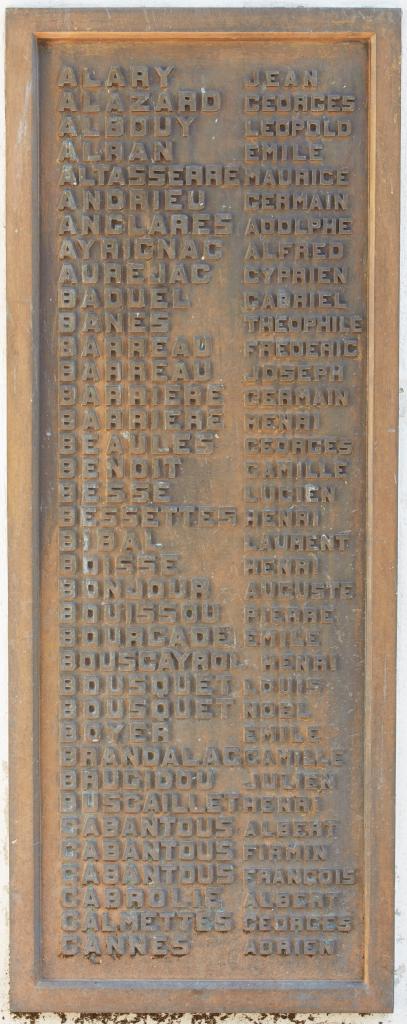 ALARY JEAN
ALAZARD GEORGES
ALBOUY LEOPOLD
ALRAN EMILE
ALTASSERRE MAURICE
ANDRIEU GERMAIN
ANGLARES ADOLPHE
AYRIGNAC ALFRED
AUREJAC CYPRIEN
BADUEL GABRIEL
BANES THEOPHILE
BARREAU FREDERIC
BARREAU JOSEPH
BARRIERE GERMAIN
BARRIERE HENRI
BEAULES GEORGES
BENOIT CAMILLE
BESSE LUCIEN
BESSETTES HENRI
BIBAL LAURENT
BOISSE HENRI
BONJOUR AUGUSTE
BOUISSOU PIERRE
BOURGADE EMILE
BOUSCAYROL HENRI
BOUSQUET LOUIS
BOUSQUET NOEL
BOYER EMILE
BRANDALAC CAMILLE
BRUGIDOU JULIEN
BUSCAILLET HENRI
CABANTOUS ALBERT
CABANTOUS FIRMIN
CABANTOUS FRANÇOIS
CABROLIE ALBERT
CALMETTES GEORGES
CANNES ADRIEN